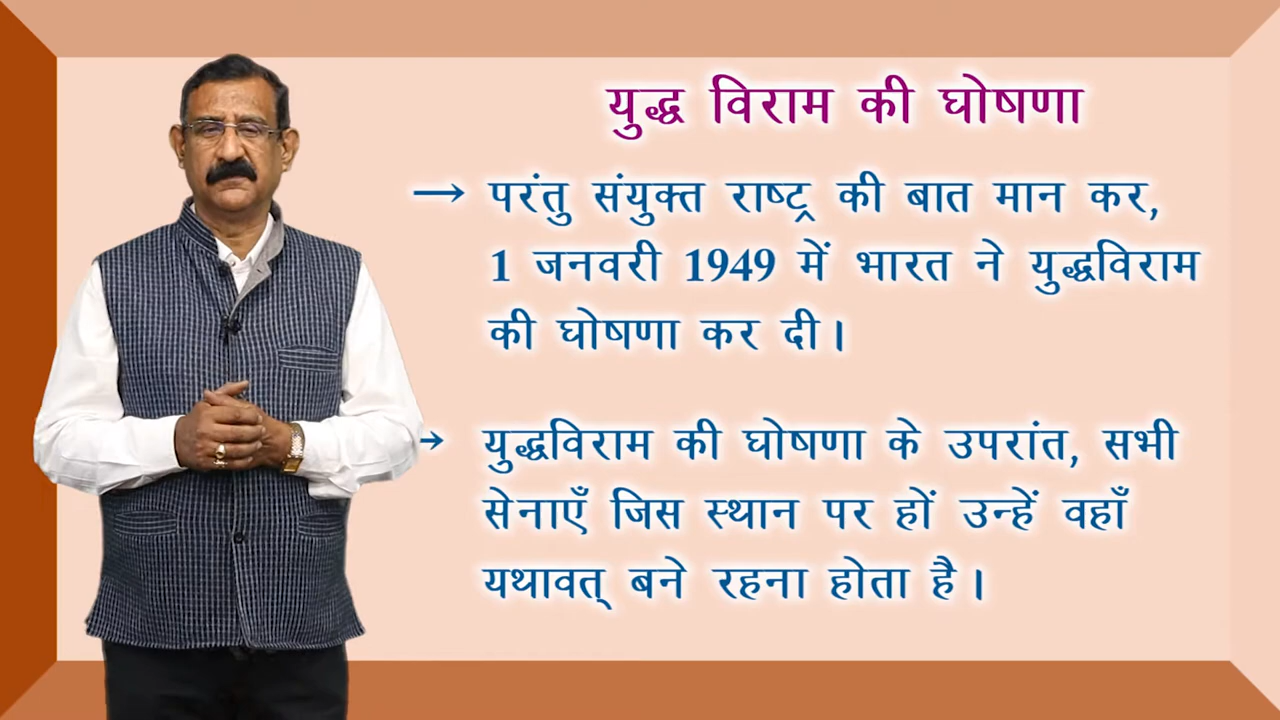 युद्ध विराम की घोषणा
→ परंतु संयुक्त राष्ट्र की बात मान कर,
1 जनवरी 1949 में भारत ने युद्धविराम
की घोषणा कर दी।
→ युद्धविराम की घोषणा के उपरांत, सभी
सेनाएँ जिस स्थान पर हों उन्हें वहाँ
यथावत् बने रहना होता है।